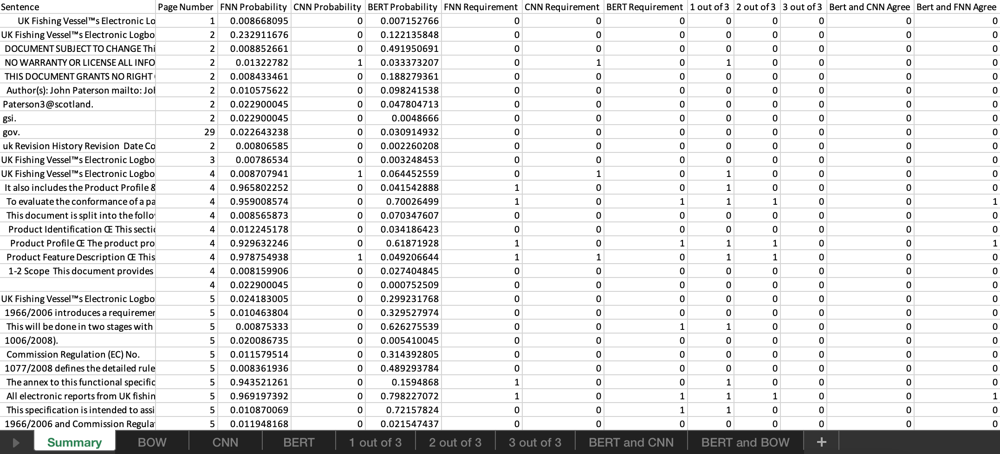 Sentence Page Number FNN Probability CNN Probability BERT Probability FNN Requirement CNN Requirement BERT Requirement 1 out of 3 2 out of 3 3 out of 3 Bert and CNN Agree Bert and FNN Agree
UK Fishing Vessel™s Electronic Lo 1 0.008668095 0 0.007152766 0 0 0 0 0 0 0 0
UK Fishing Vessel™s Electronic Logbo 2 0.232911676 0 0.122135848 0 0 0 0 0 0 0 0
DOCUMENT SUBJECT TO CHANGE Thi 2 0.008852661 0 0.491950691 0 0 0 0 0 0 0 0
NO WARRANTY OR LICENSE ALL INFO 2 0.01322782 1 0.033373207 0 1 0 1 0 0 0 0
THIS DOCUMENT GRANTS NO RIGHT 2 0.008433461 0 0.188279361 0 0 0 0 0 0 0 0
Author(s): John Paterson mailto: Joh 2 0.010575622 0 0.098241538 0 0 0 0 0 0 0 0
Paterson3@scotland. 2 0.022900045 0 0.047804713 0 0 0 0 0 0 0 0
gsi. 2 0.022900045 0 0.0048666 0 0 0 0 0 0 0 0
gov. 29 0.022643238 0 0.030914932 0 0 0 0 0 0 0 0
uk Revision History Revision Date Co 2 0.00806585 0 0.002260208 0 0 0 0 0 0 0 0
UK Fishing Vessel™s Electronic Logbo 3 0.00786534 0 0.003248453 0 0 0 0 0 0 0 0
UK Fishing Vessel™s Electronic Logbo 4 0.008707941 1 0.064452559 0 1 0 1 0 0 0 0
It also includes the Product Profile & 4 0.965802252 0 0.041542888 1 0 0 1 0 0 0 0
To evaluate the conformance of a pa 4 0.959008574 0 0.70026499 1 0 1 1 1 0 0 1
This document is split into the follow 4 0.008565873 0 0.070347607 0 0 0 0 0 0 0 0
Product Identification Œ This sectio 4 0.012245178 0 0.034186423 0 0 0 0 0 0 0 0
Product Profile Œ The product pro 4 0.929632246 0 0.61871928 1 0 1 1 1 0 0 1
Product Feature Description Œ This 4 0.978754938 1 0.049206644 1 1 0 1 1 0 0 0
1-2 Scope This document provides 4 0.008159906 0 0.027404845 0 0 0 0 0 0 0 0
4 0.022900045 0 0.000752509 0 0 0 0 0 0 0 0
UK Fishing Vessel™s Electronic Logbo 5 0.024183005 0 0.299231768 0 0 0 0 0 0 0 0
1966/2006 introduces a requiremen 5 0.010463804 0 0.329527974 0 0 0 0 0 0 0 0
This will be done in two stages with 5 0.00875333 0 0.626275539 0 0 1 1 0 0 0 0
1006/2008). 5 0.020086735 0 0.005410045 0 0 0 0 0 0 0 0
Commission Regulation (EC) No. 5 0.011579514 0 0.314392805 0 0 0 0 0 0 0 0
1077/2008 defines the detailed rule 5 0.008361936 0 0.489293784 0 0 0 0 0 0 0 0
The annex to this functional specific 5 0.943521261 0 0.1594868 1 0 0 1 0 0 0 0
All electronic reports from UK fishin 5 0.969197392 0 0.798227072 1 0 1 1 1 0 0 1
This specification is intended to assi 5 0.010870069 0 0.72157824 0 0 1 1 0 0 0 0
1966/2006 and Commission Regula 5 0.011948168 0 0.021547437 0 0 0 0 0 0 0 0
Summary BOW CNN BERT 1 out of 3 2 out of 3 3 out of 3 BERT and CNN BERT and BOW +